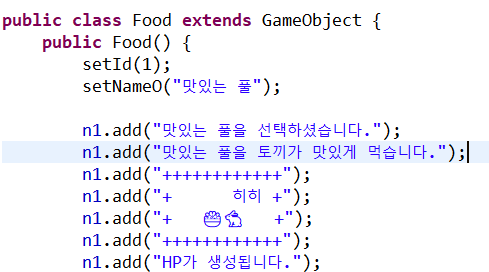 public class Food extends GameObject {
    public Food() {
        setId(1);
        setNameO("맛있는 풀");

        n1.add("맛있는 풀을 선택하셨습니다.");
        n1.add("맛있는 풀을 토끼가 맛있게 먹습니다.");
        n1.add("++++++++++++");
        n1.add("+      히히 +");
        n1.add("+   🥗🐇   +");
        n1.add("++++++++++++");
        n1.add("HP가 생성됩니다.");